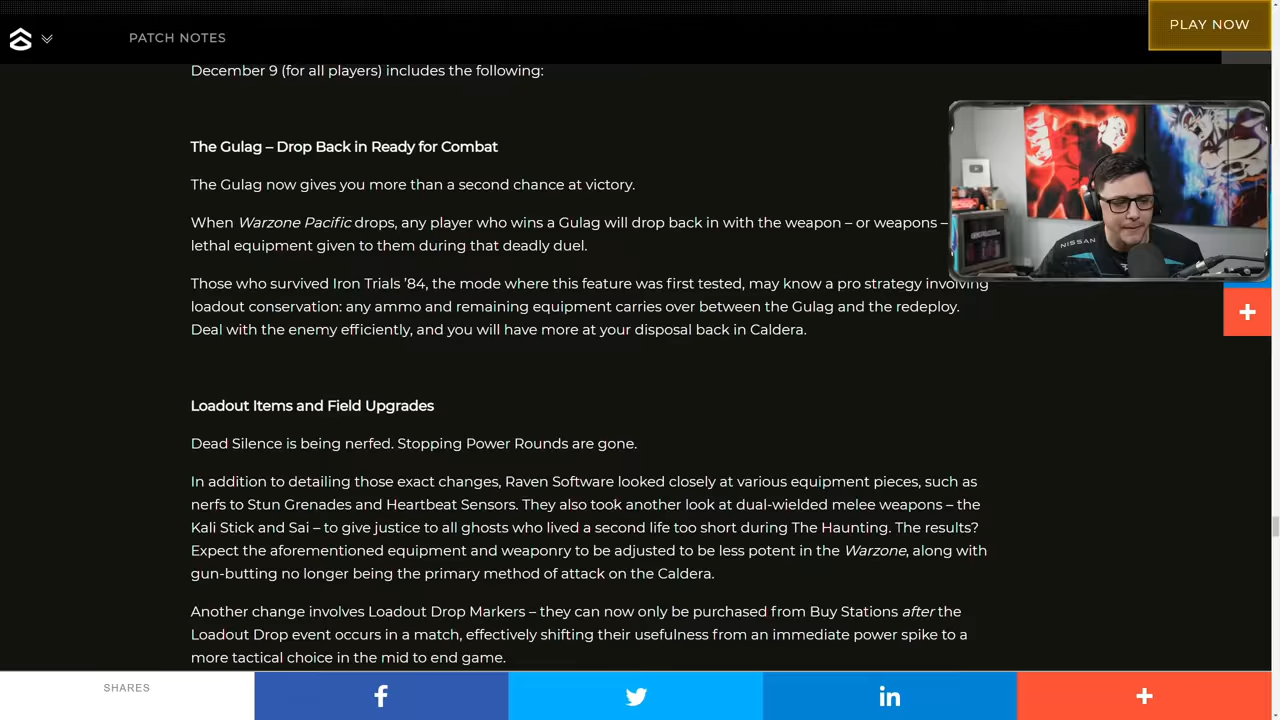 PATCH NOTES
PLAY NOW
December 9 (for all players) includes the following:
The Gulag – Drop Back in Ready for Combat
The Gulag now gives you more than a second chance at victory.
When Warzone Pacific drops, any player who wins a Gulag will drop back in with the weapon – or weapons –
lethal equipment given to them during that deadly duel.
Those who survived Iron Trials ’84, the mode where this feature was first tested, may know a pro strategy involving
loadout conservation: any ammo and remaining equipment carries over between the Gulag and the redeploy.
Deal with the enemy efficiently, and you will have more at your disposal back in Caldera.
NISSAN
Loadout Items and Field Upgrades
Dead Silence is being nerfed. Stopping Power Rounds are gone.
In addition to detailing those exact changes, Raven Software looked closely at various equipment pieces, such as
nerfs to Stun Grenades and Heartbeat Sensors. They also took another look at dual-wielded melee weapons – the
Kali Stick and Sai – to give justice to all ghosts who lived a second life too short during The Haunting. The results?
Expect the aforementioned equipment and weaponry to be adjusted to be less potent in the Warzone, along with
gun-butting no longer being the primary method of attack on the Caldera.
Another change involves Loadout Drop Markers – they can now only be purchased from Buy Stations after the
Loadout Drop event occurs in a match, effectively shifting their usefulness from an immediate power spike to a
more tactical choice in the mid to end game.
SHARES